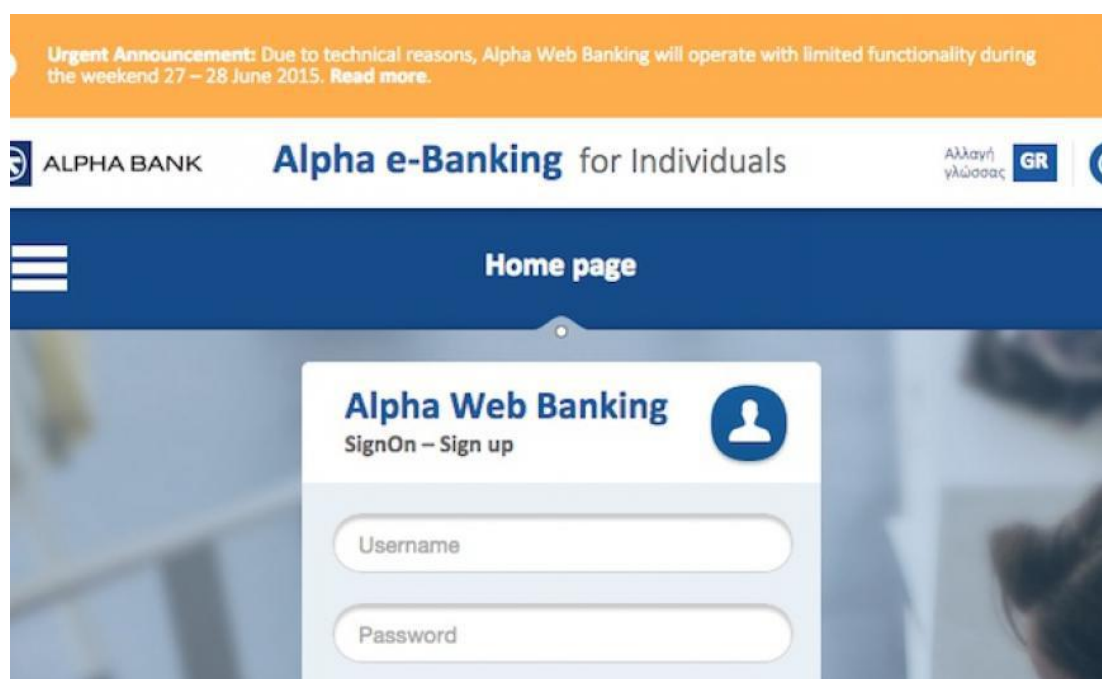 Urgent Announcement: Due to technical reasons, Alpha Web Banking will operate with limited functionality during
the weekend 27 – 28 June 2015. Read more.
ALPHA BANK
Alpha e-Banking for Individuals
Αλλαγή
γλώσσας
GR
Home page
Alpha Web Banking
SignOn – Sign up
Username
Password